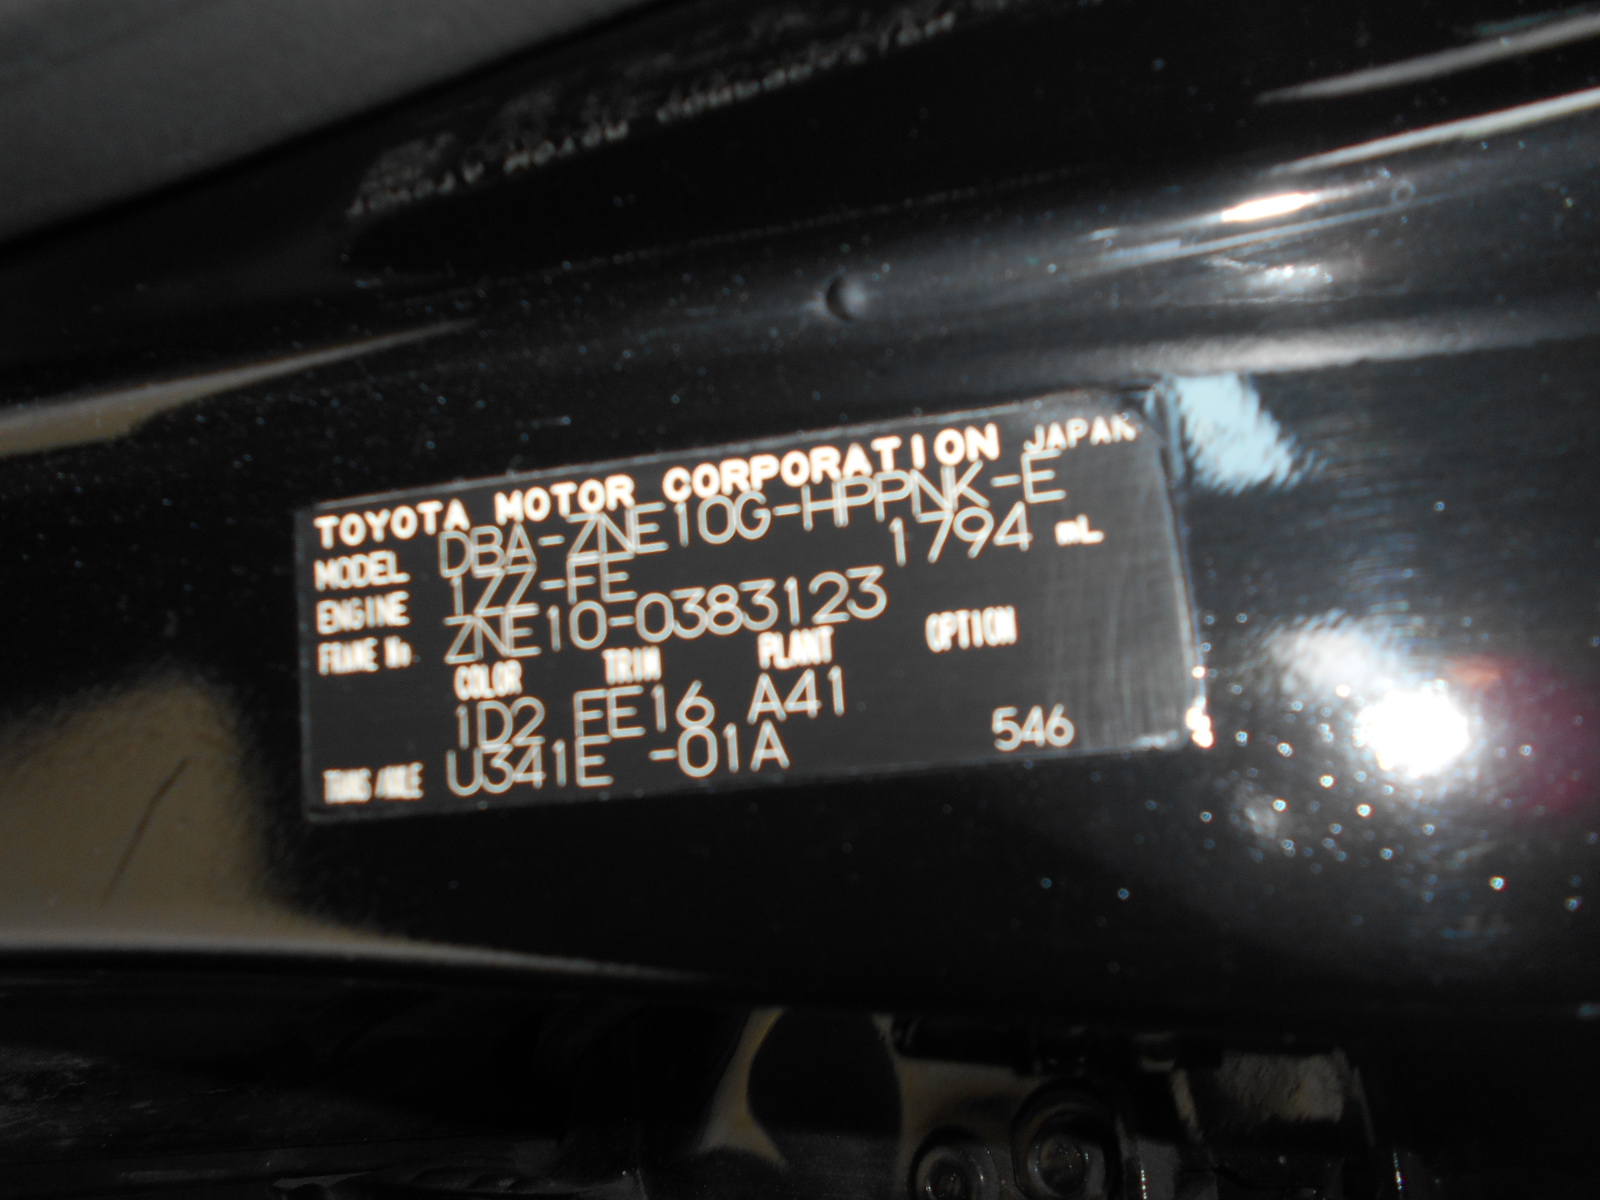 TOYOTA MOTOR CORPORATION JAPAN
MODEL DBA-ZNE10G-HPPNK-E
ENGINE 1ZZ-FE 1794 mL
FRAME No. ZNE10-0383123
COLOR TRIM PLANT OPTION
1D2 FE16 A41
TRANS/AXLE U341E -01A 546